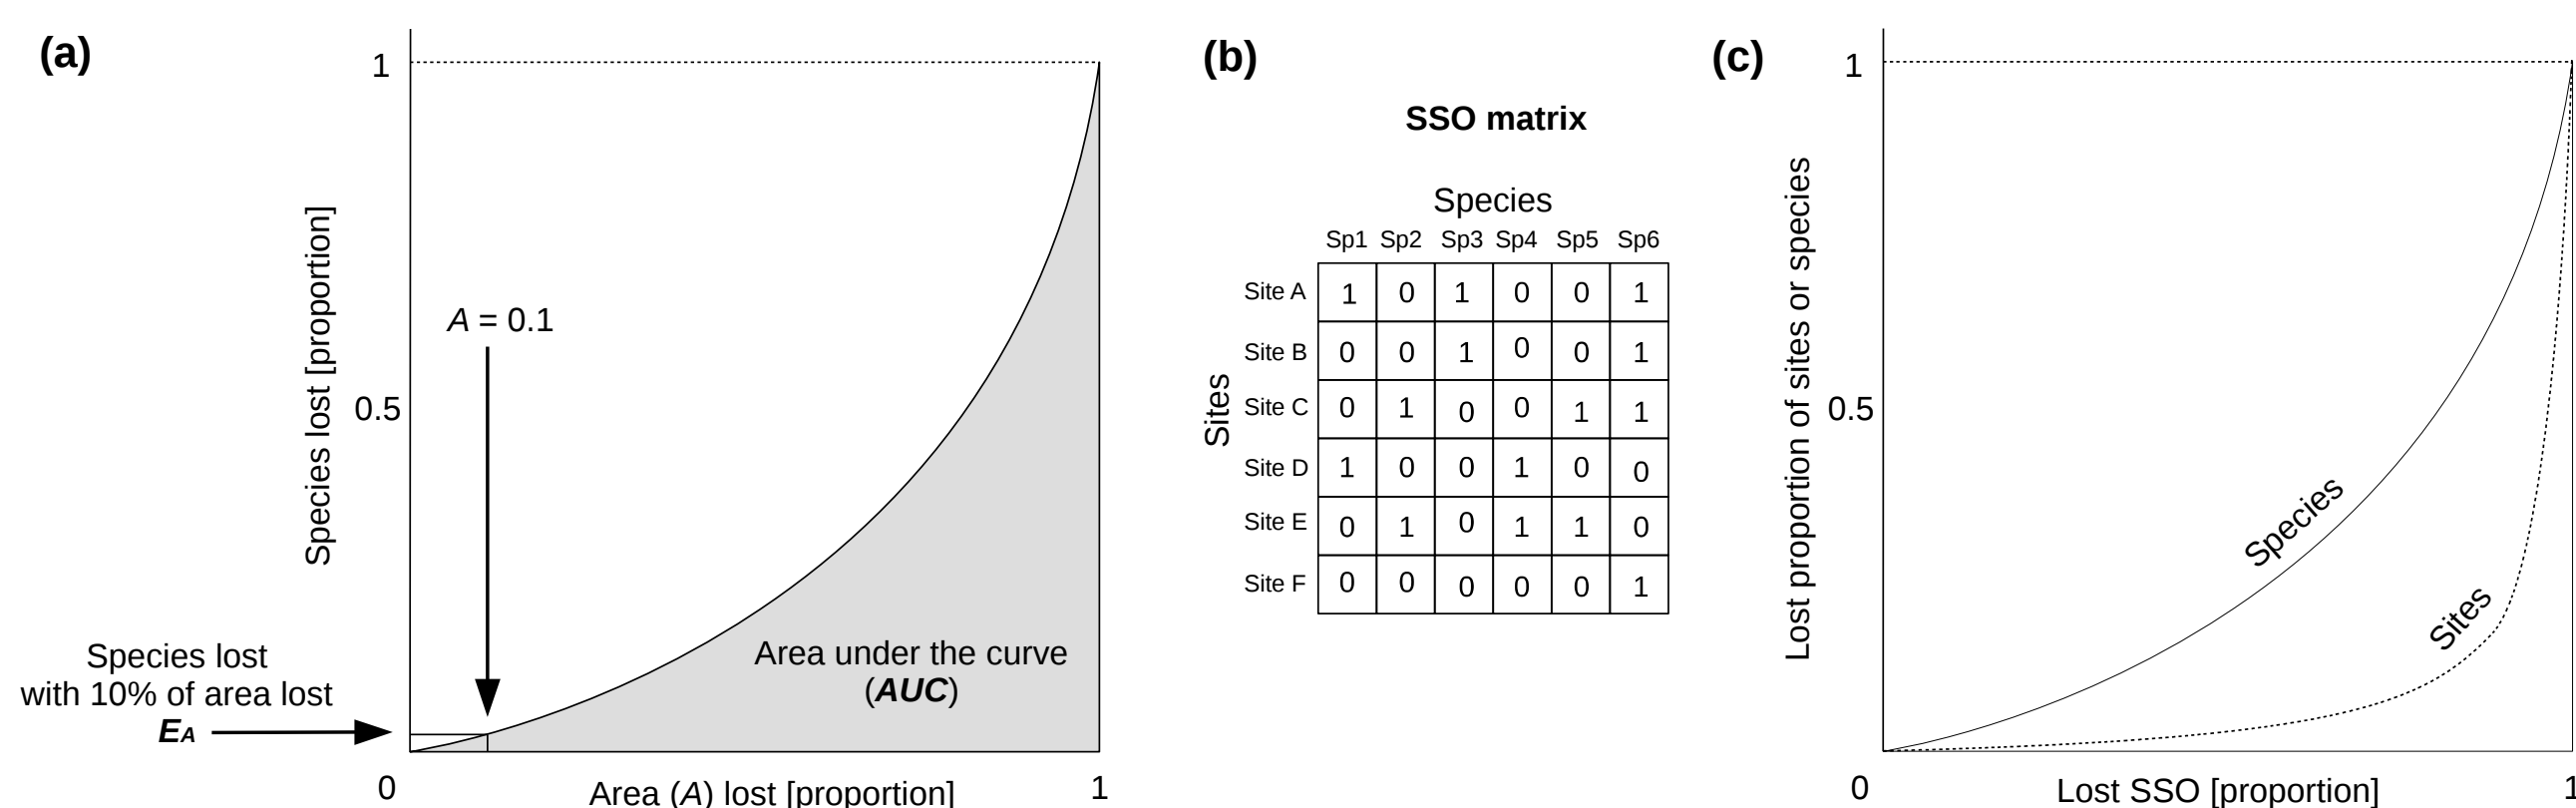 (a)
1
Species lost [proportion]
A = 0.1
0.5
Species lost
with 10% of area lost
EA
Area under the curve
(AUC)
0
Area (A) lost [proportion]
1
(b)
SSO matrix
Species
Sp1 Sp2 Sp3 Sp4 Sp5 Sp6
Sites
Site A 1 0 1 0 0 1
Site B 0 0 1 0 0 1
Site C 0 1 0 0 1 1
Site D 1 0 0 1 0 0
Site E 0 1 0 1 1 0
Site F 0 0 0 0 0 1
(c)
1
Lost proportion of sites or species
0.5
Species
Sites
0
Lost SSO [proportion]
1